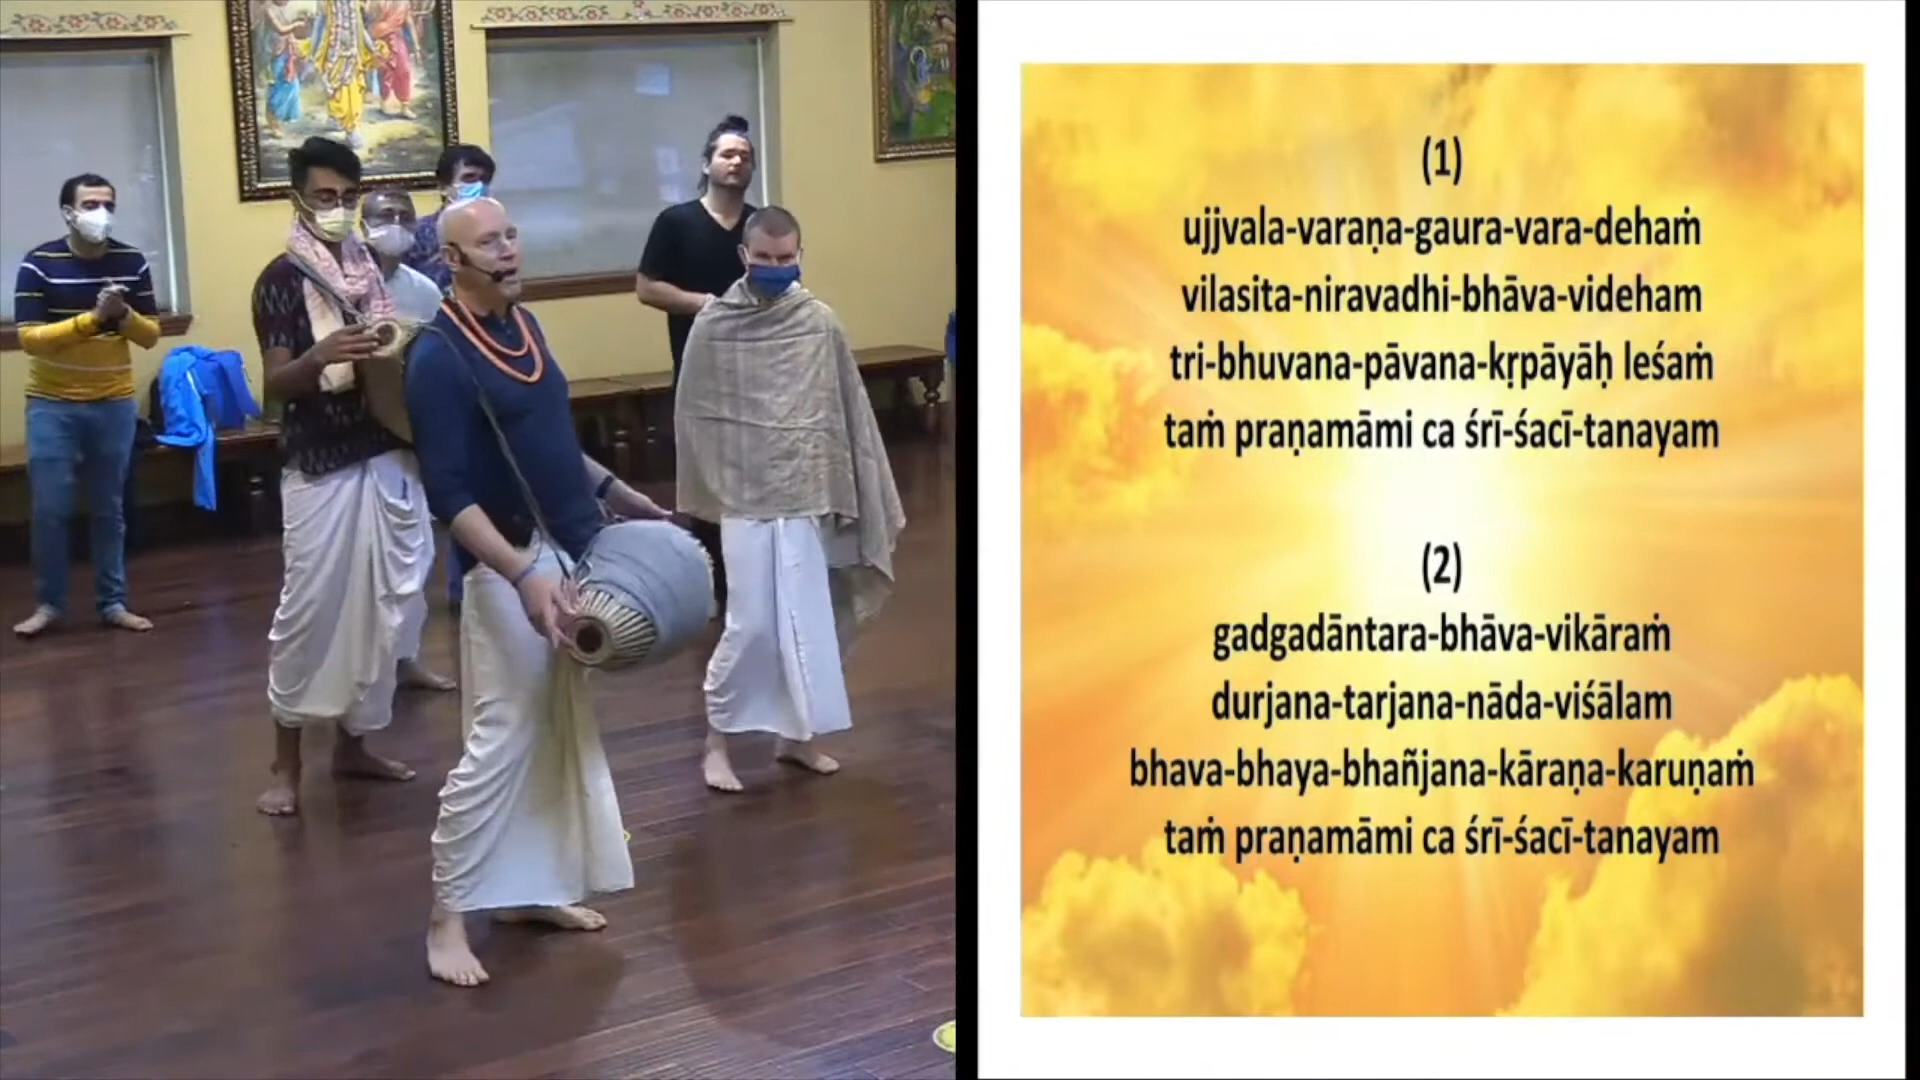 (1)
ujjvala-varaṇa-gaura-vara-dehaṁ
vilasita-niravadhi-bhāva-videham
tri-bhuvana-pāvana-kṛpāyāḥ leśaṁ
taṁ praṇamāmi ca śrī-śacī-tanayam
(2)
gadgadāntara-bhāva-vikāraṁ
durjana-tarjana-nāda-viśālam
bhava-bhaya-bhañjana-kāraṇa-karuṇaṁ
taṁ praṇamāmi ca śrī-śacī-tanayam